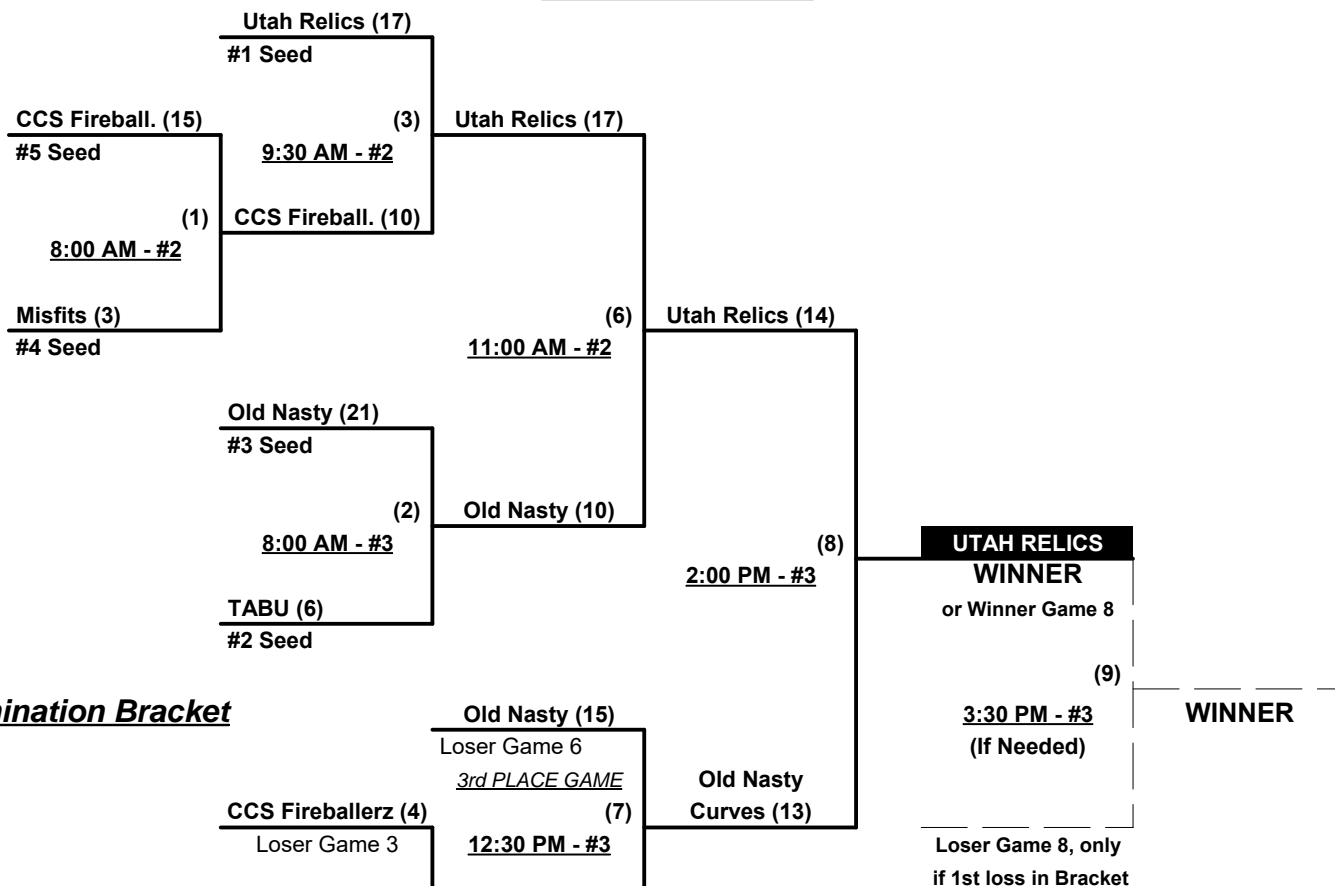 Utah Relics (17)
#1 Seed
CCS Fireball. (15)
(3)
Utah Relics (17)
#5 Seed
9:30 AM - #2
(1)
CCS Fireball. (10)
8:00 AM - #2
Misfits (3)
(6)
Utah Relics (14)
#4 Seed
11:00 AM - #2
Old Nasty (21)
#3 Seed
(2)
Old Nasty (10)
8:00 AM - #3
(8)
UTAH RELICS
2:00 PM - #3
WINNER
TABU (6)
or Winner Game 8
#2 Seed
(9)
Bracket
Old Nasty (15)
3:30 PM - #3
WINNER
Loser Game 6
(If Needed)
3rd PLACE GAME
Old Nasty
CCS Fireballerz (4)
(7)
Curves (13)
Loser Game 3
12:30 PM - #3
Loser Game 8, only
if 1st loss in Bracket